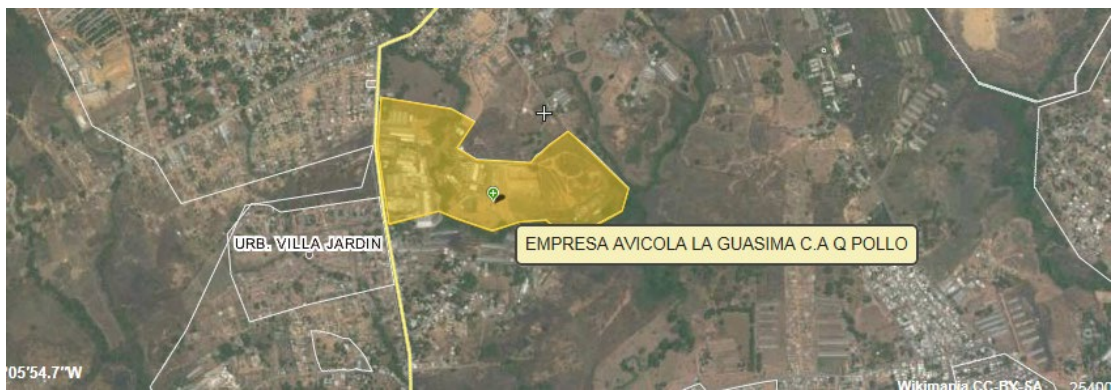 URB. VILLA JARDIN
EMPRESA AVICOLA LA GUASIMA C.A Q POLLO
°05'54.7"W
Wikimapia CC-BY-SA